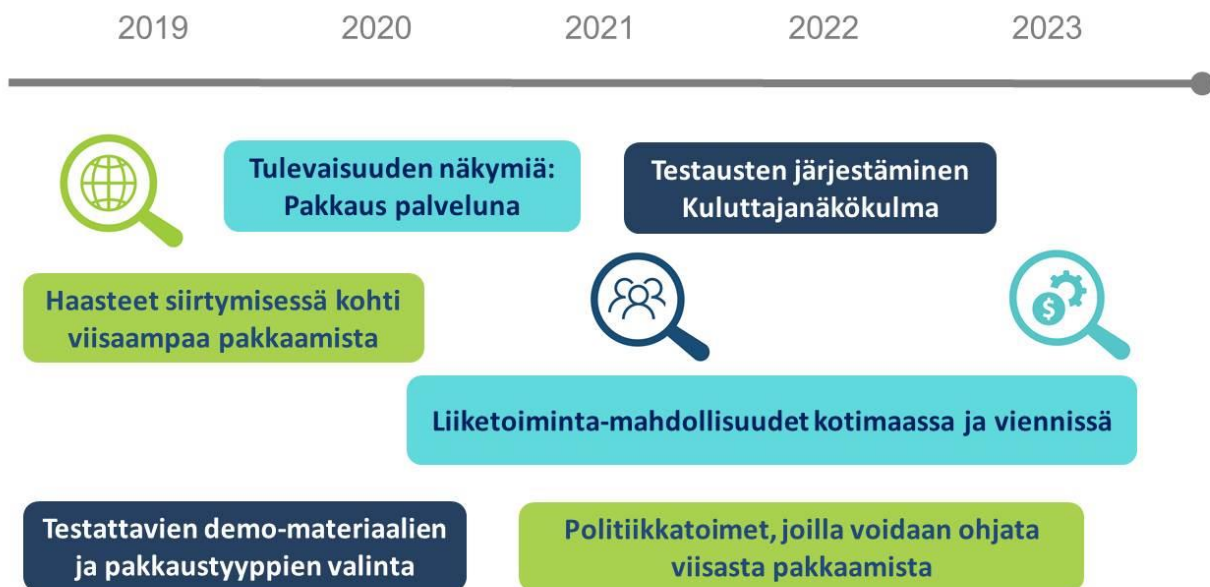 2019 2020 2021 2022 2023
Tulevaisuuden näkymiä:
Pakkaus palveluna
Testausten järjestäminen
Kuluttajanäkökulma
Haasteet siirtymisessä kohti
viisaampaa pakkaamista
$
Liiketoiminta-mahdollisuudet kotimaassa ja viennissä
Testattavien demo-materiaalien
ja pakkaustyyppien valinta
Politiikkatoimet, joilla voidaan ohjata
viisasta pakkaamista